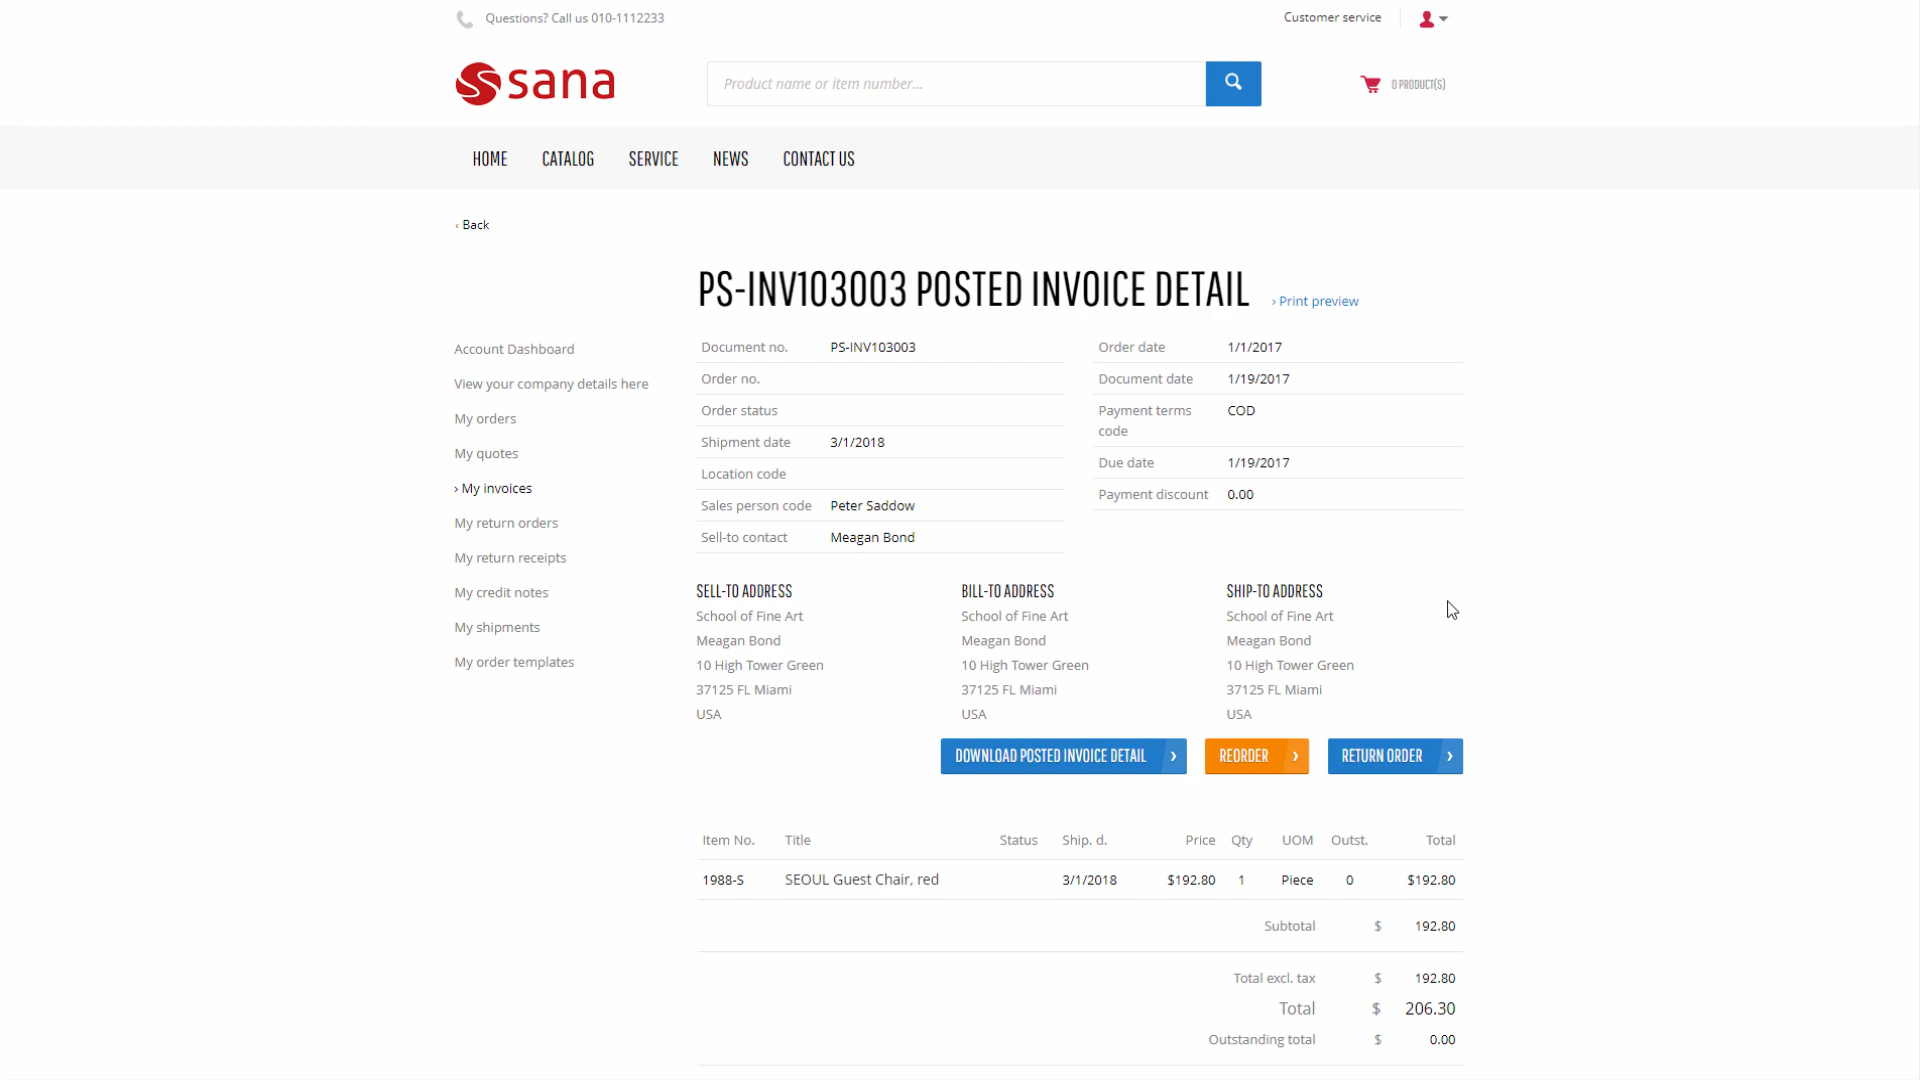 Questions? Call us 010-1112233
Customer service
sana
Product name or item number...
0 PRODUCT(S)
HOME CATALOG SERVICE NEWS CONTACT US
‹ Back
PS-INV103003 POSTED INVOICE DETAIL › Print preview
Account Dashboard
View your company details here
My orders
My quotes
› My invoices
My return orders
My return receipts
My credit notes
My shipments
My order templates
Document no. PS-INV103003
Order no.
Order status
Shipment date 3/1/2018
Location code
Sales person code Peter Saddow
Sell-to contact Meagan Bond
Order date 1/1/2017
Document date 1/19/2017
Payment terms COD
code
Due date 1/19/2017
Payment discount 0.00
SELL-TO ADDRESS
School of Fine Art
Meagan Bond
10 High Tower Green
37125 FL Miami
USA
BILL-TO ADDRESS
School of Fine Art
Meagan Bond
10 High Tower Green
37125 FL Miami
USA
SHIP-TO ADDRESS
School of Fine Art
Meagan Bond
10 High Tower Green
37125 FL Miami
USA
DOWNLOAD POSTED INVOICE DETAIL › REORDER › RETURN ORDER ›
Item No. Title Status Ship. d. Price Qty UOM Outst. Total
1988-S SEOUL Guest Chair, red 3/1/2018 $192.80 1 Piece 0 $192.80
Subtotal $ 192.80
Total excl. tax $ 192.80
Total $ 206.30
Outstanding total $ 0.00